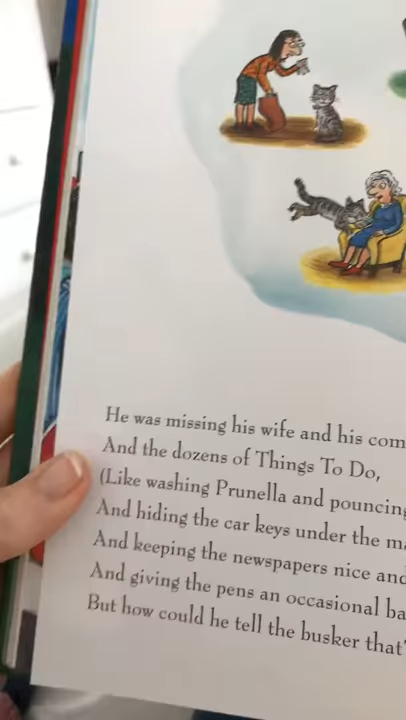 He was missing his wife and his com
And the dozens of Things To Do,
(Like washing Prunella and pouncing
And hiding the car keys under the m
And keeping the newspapers nice and
And giving the pens an occasional ba
But how could he tell the busker that'